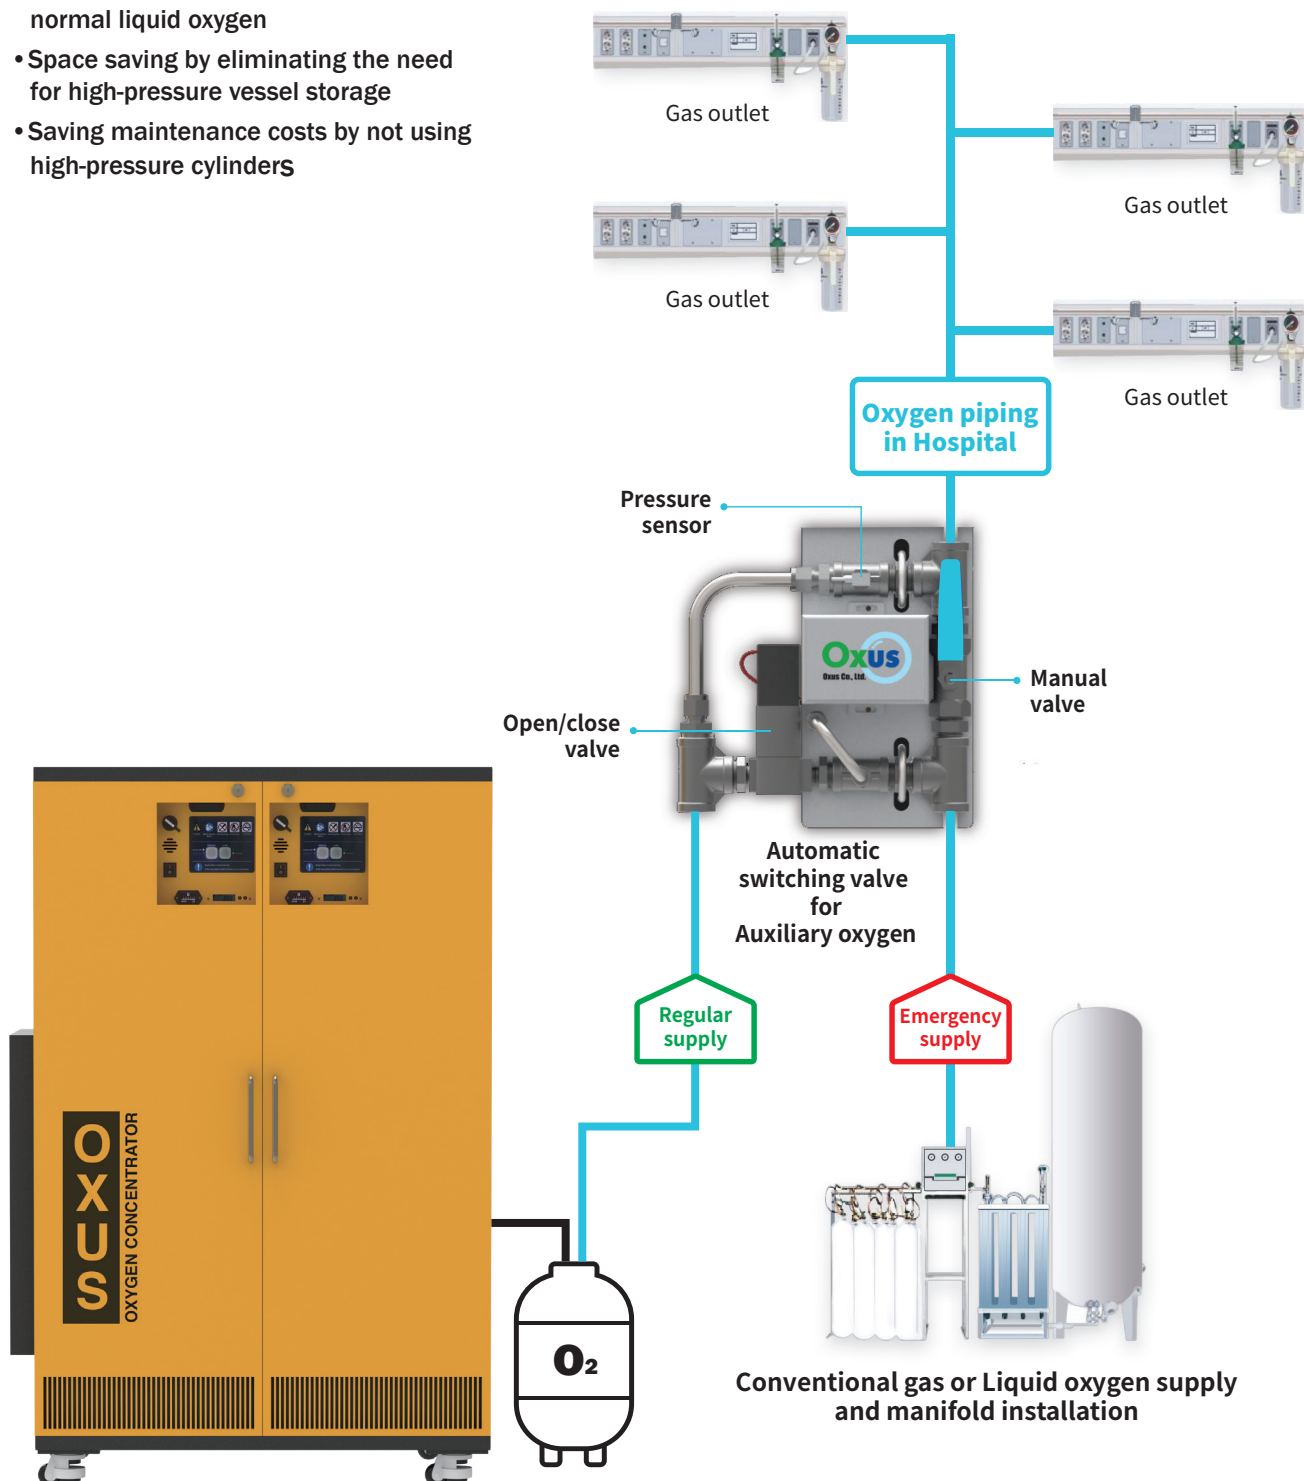 normal liquid oxygen
• Space saving by eliminating the need
for high-pressure vessel storage
• Saving maintenance costs by not using
high-pressure cylinders
Gas outlet
Gas outlet
Gas outlet
Gas outlet
Oxygen piping
in Hospital
Pressure
sensor
Oxus
Oxus Co., Ltd.
Manual
valve
Open/close
valve
Automatic
switching valve
for
Auxiliary oxygen
Regular
supply
Emergency
supply
OXUS
OXYGEN CONCENTRATOR
O2
Conventional gas or Liquid oxygen supply
and manifold installation